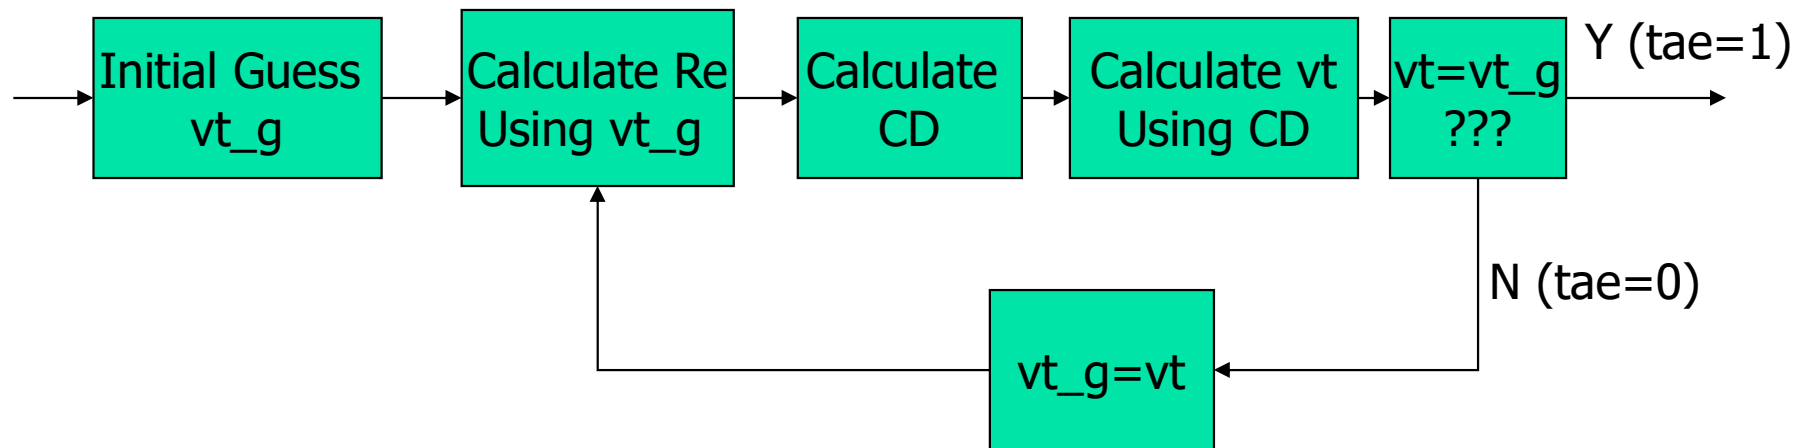 Initial Guess
vt_g
Calculate Re
Using vt_g
Calculate
CD
Calculate vt
Using CD
vt=vt_g
???
Y (tae=1)
N (tae=0)
vt_g=vt